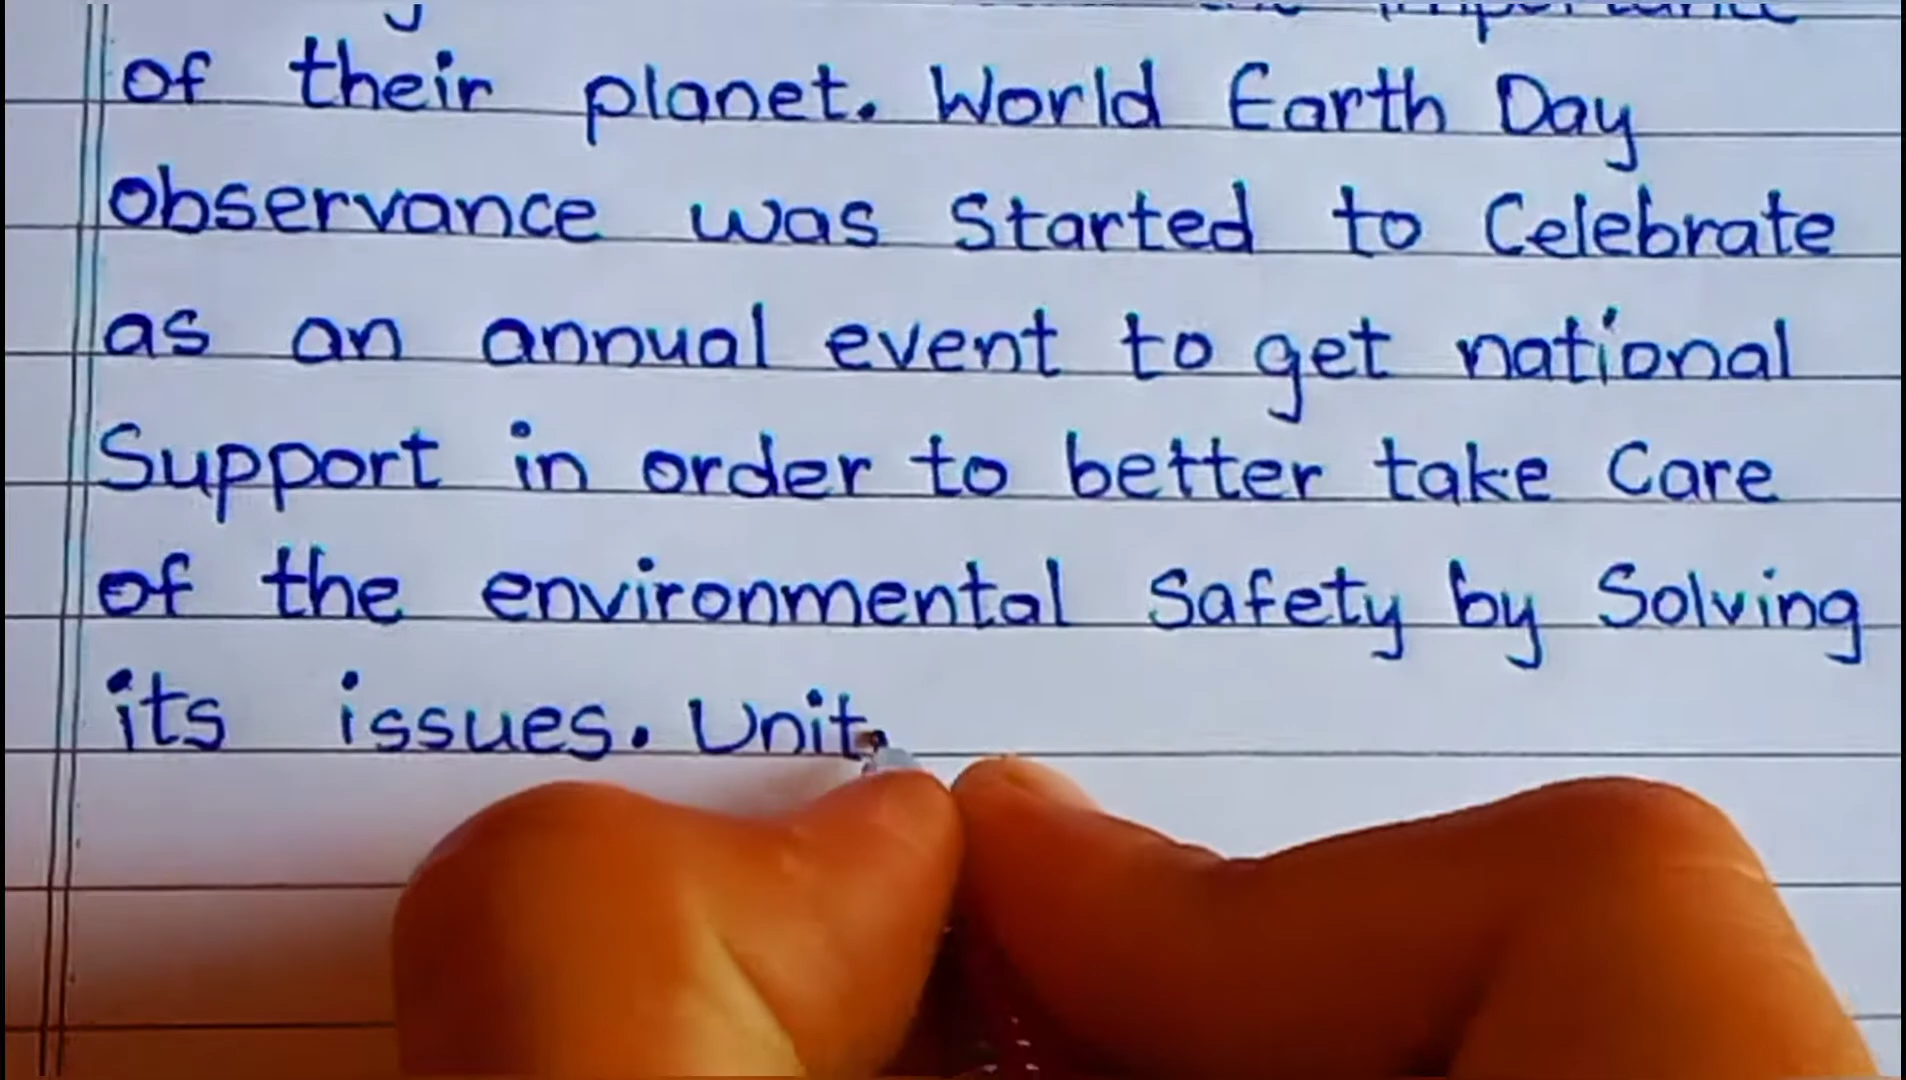 importance
of their planet. World Earth Day
observance was Started to Celebrate
as an annual event to get national
Support in order to better take Care
of the environmental Safety by Solving
its issues. Unit